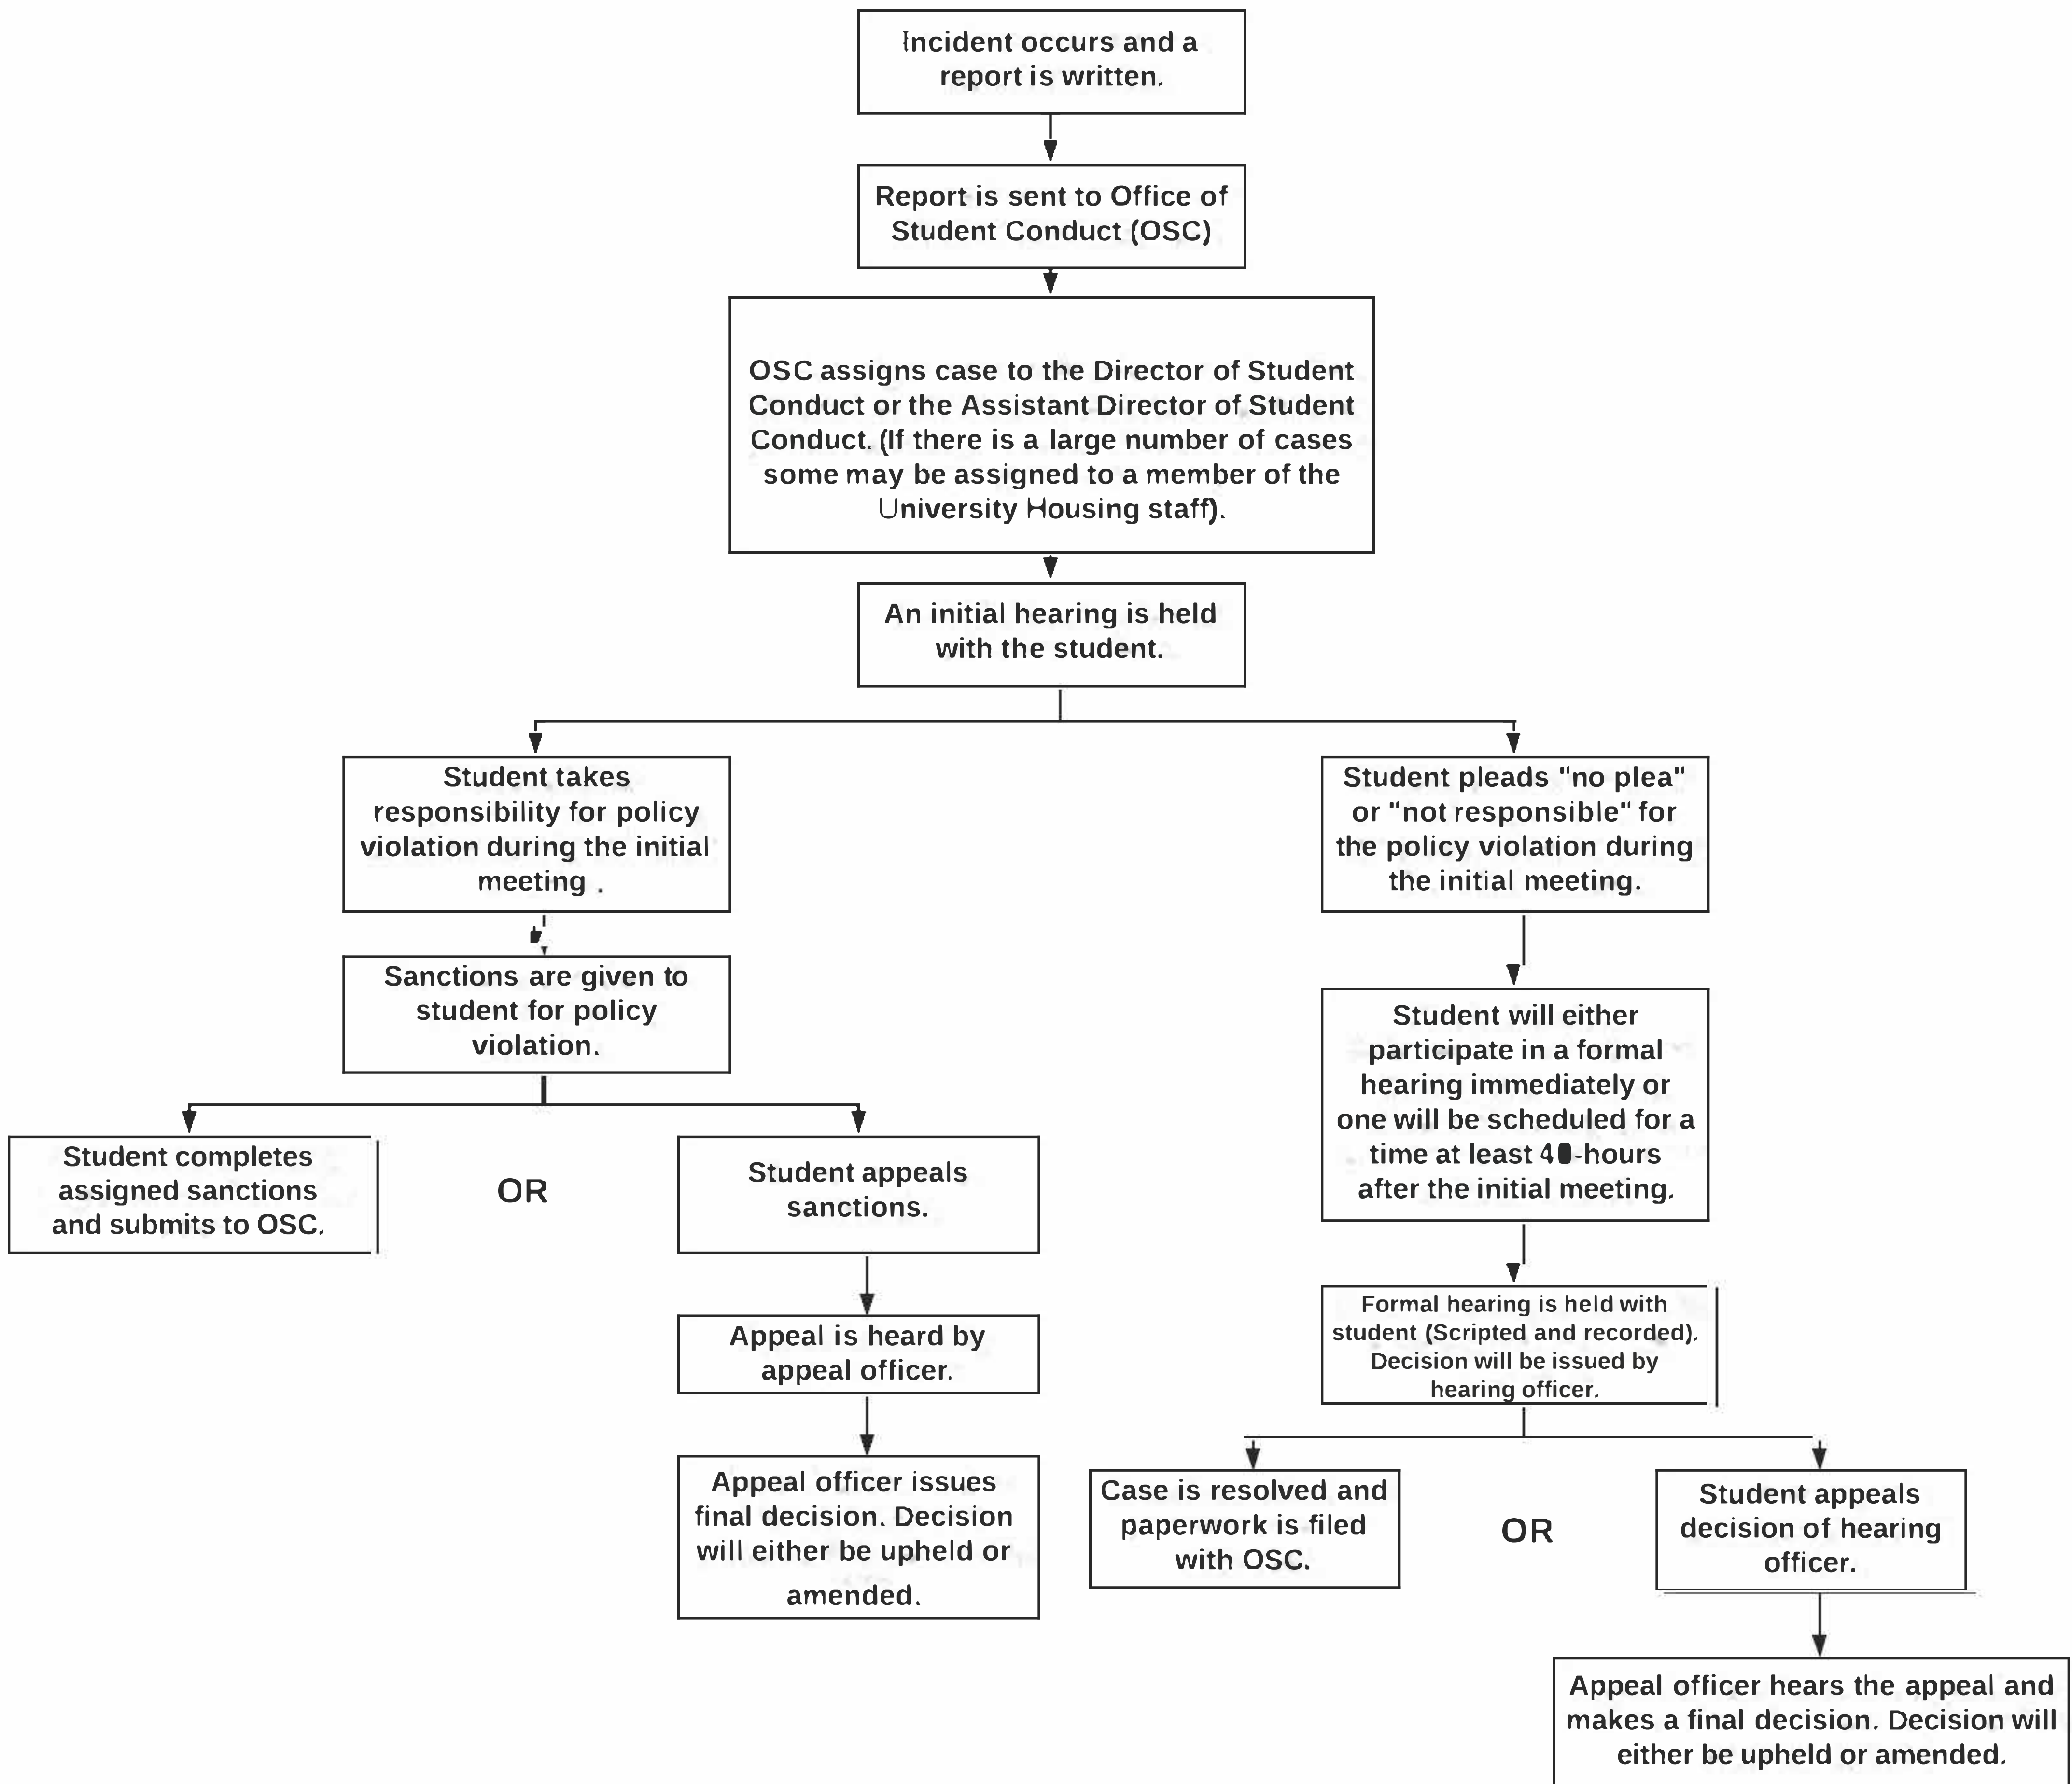 Incident occurs and a
report is written.
Report is sent to Office of
Student Conduct (OSC)
OSC assigns case to the Director of Student
Conduct or the Assistant Director of Student
Conduct. (If there is a large number of cases
some may be assigned to a member of the
University Housing staff).
An initial hearing is held
with the student.
Student takes
responsibility for policy
violation during the initial
meeting .
Student pleads "no plea"
or "not responsible" for
the policy violation during
the initial meeting.
Sanctions are given to
student for policy
violation.
Student will either
participate in a formal
hearing immediately or
one will be scheduled for a
time at least -hours
after the initial meeting.
Student completes
assigned sanctions
and submits to OSC.
OR
Student appeals
sanctions.
Appeal is heard by
appeal officer.
Appeal officer issues
final decision. Decision
will either be upheld or
amended.
Formal hearing is held with
student (Scripted and recorded).
Decision will be issued by
hearing officer.
Case is resolved and
paperwork is filed
with OSC.
OR
Student appeals
decision of hearing
officer.
Appeal officer hears the appeal and
makes a final decision. Decision will
either be upheld or amended.